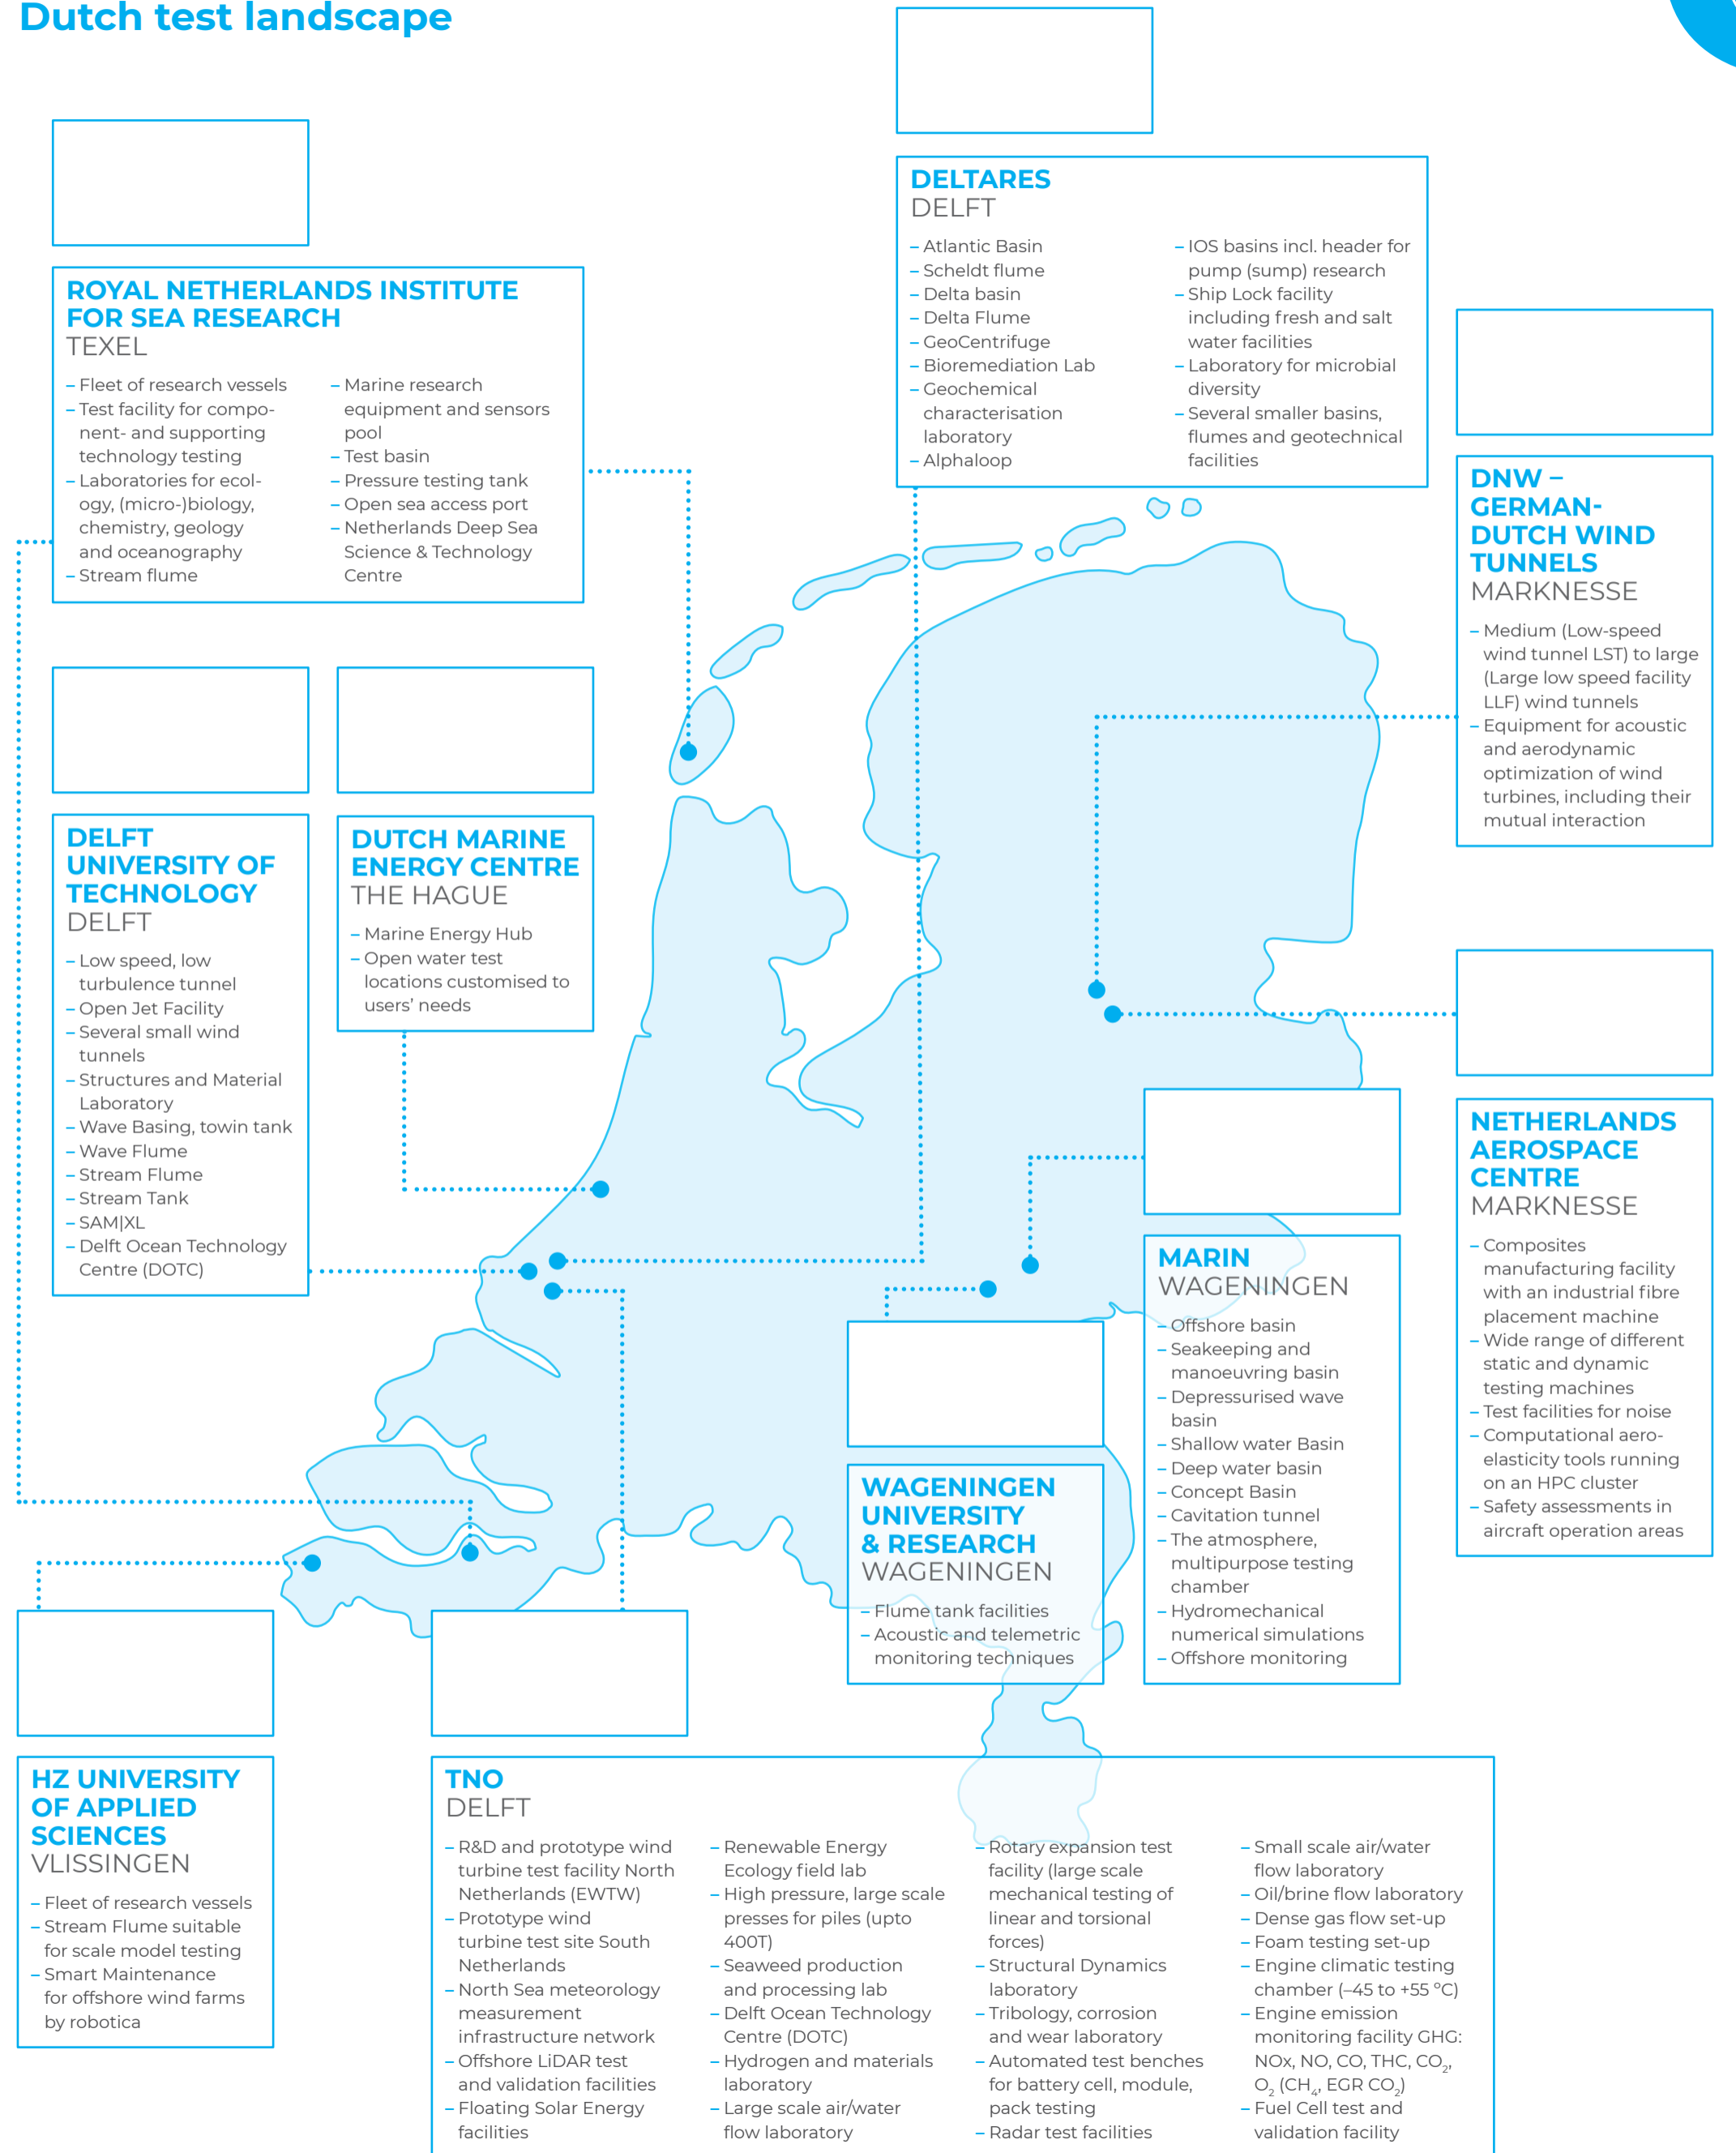 Dutch test landscape
DELTARES
DELFT
– Atlantic Basin
– Scheldt flume
– Delta basin
– Delta Flume
– GeoCentrifuge
– Bioremediation Lab
– Geochemical
characterisation
laboratory
– Alphaloop
– IOS basins incl. header for
pump (sump) research
– Ship Lock facility
including fresh and salt
water facilities
– Laboratory for microbial
diversity
– Several smaller basins,
flumes and geotechnical
facilities
ROYAL NETHERLANDS INSTITUTE
FOR SEA RESEARCH
TEXEL
– Fleet of research vessels
– Test facility for compo-
nent- and supporting
technology testing
– Laboratories for ecol-
ogy, (micro-)biology,
chemistry, geology
and oceanography
– Stream flume
– Marine research
equipment and sensors
pool
– Test basin
– Pressure testing tank
– Open sea access port
– Netherlands Deep Sea
Science & Technology
Centre
DNW –
GERMAN-
DUTCH WIND
TUNNELS
MARKNESSE
– Medium (Low-speed
wind tunnel LST) to large
(Large low speed facility
LLF) wind tunnels
– Equipment for acoustic
and aerodynamic
optimization of wind
turbines, including their
mutual interaction
DELFT
UNIVERSITY OF
TECHNOLOGY
DELFT
– Low speed, low
turbulence tunnel
– Open Jet Facility
– Several small wind
tunnels
– Structures and Material
Laboratory
– Wave Basing, towin tank
– Wave Flume
– Stream Flume
– Stream Tank
– SAM|XL
– Delft Ocean Technology
Centre (DOTC)
DUTCH MARINE
ENERGY CENTRE
THE HAGUE
– Marine Energy Hub
– Open water test
locations customised to
users’ needs
NETHERLANDS
AEROSPACE
CENTRE
MARKNESSE
– Composites
manufacturing facility
with an industrial fibre
placement machine
– Wide range of different
static and dynamic
testing machines
– Test facilities for noise
– Computational aero-
elasticity tools running
on an HPC cluster
– Safety assessments in
aircraft operation areas
MARIN
WAGENINGEN
– Offshore basin
– Seakeeping and
manoeuvring basin
– Depressurised wave
basin
– Shallow water Basin
– Deep water basin
– Concept Basin
– Cavitation tunnel
– The atmosphere,
multipurpose testing
chamber
– Hydromechanical
numerical simulations
– Offshore monitoring
WAGENINGEN
UNIVERSITY
& RESEARCH
WAGENINGEN
– Flume tank facilities
– Acoustic and telemetric
monitoring techniques
HZ UNIVERSITY
OF APPLIED
SCIENCES
VLISSINGEN
– Fleet of research vessels
– Stream Flume suitable
for scale model testing
– Smart Maintenance
for offshore wind farms
by robotica
TNO
DELFT
– R&D and prototype wind
turbine test facility North
Netherlands (EWTW)
– Prototype wind
turbine test site South
Netherlands
– North Sea meteorology
measurement
infrastructure network
– Offshore LiDAR test
and validation facilities
– Floating Solar Energy
facilities
– Renewable Energy
Ecology field lab
– High pressure, large scale
presses for piles (upto
400T)
– Seaweed production
and processing lab
– Delft Ocean Technology
Centre (DOTC)
– Hydrogen and materials
laboratory
– Large scale air/water
flow laboratory
– Rotary expansion test
facility (large scale
mechanical testing of
linear and torsional
forces)
– Structural Dynamics
laboratory
– Tribology, corrosion
and wear laboratory
– Automated test benches
for battery cell, module,
pack testing
– Radar test facilities
– Small scale air/water
flow laboratory
– Oil/brine flow laboratory
– Dense gas flow set-up
– Foam testing set-up
– Engine climatic testing
chamber (–45 to +55 ºC)
– Engine emission
monitoring facility GHG:
NOx, NO, CO, THC, CO₂,
O₂ (CH₄, EGR CO₂)
– Fuel Cell test and
validation facility